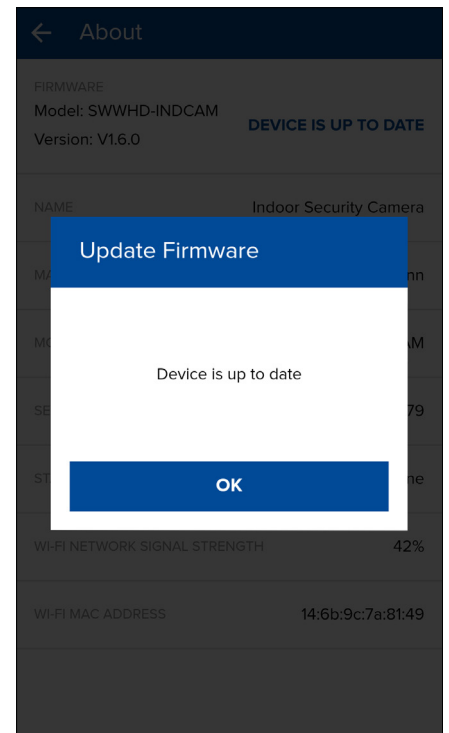 About
FIRMWARE
Model: SWWHD-INDCAM
Version: V1.6.0
DEVICE IS UP TO DATE
NAME
Indoor Security Camera
Update Firmware
Device is up to date
OK
WI-FI NETWORK SIGNAL STRENGTH
42%
WI-FI MAC ADDRESS
14:6b:9c:7a:81:49